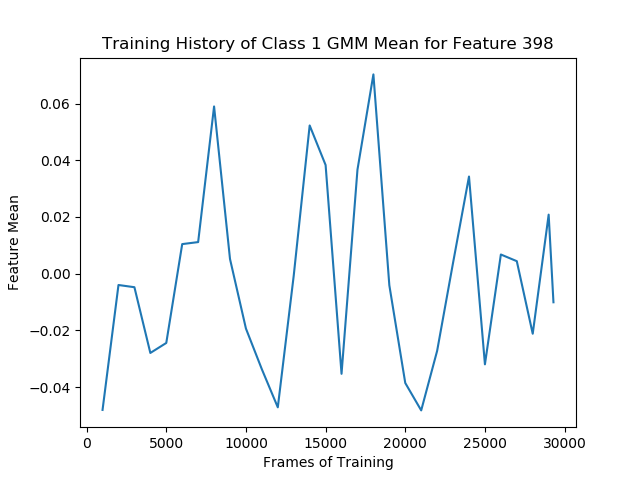 Training History of Class 1 GMM Mean for Feature 398
0.06
0.04
0.02
0.00
−0.02
−0.04
Feature Mean
0 5000 10000 15000 20000 25000 30000
Frames of Training